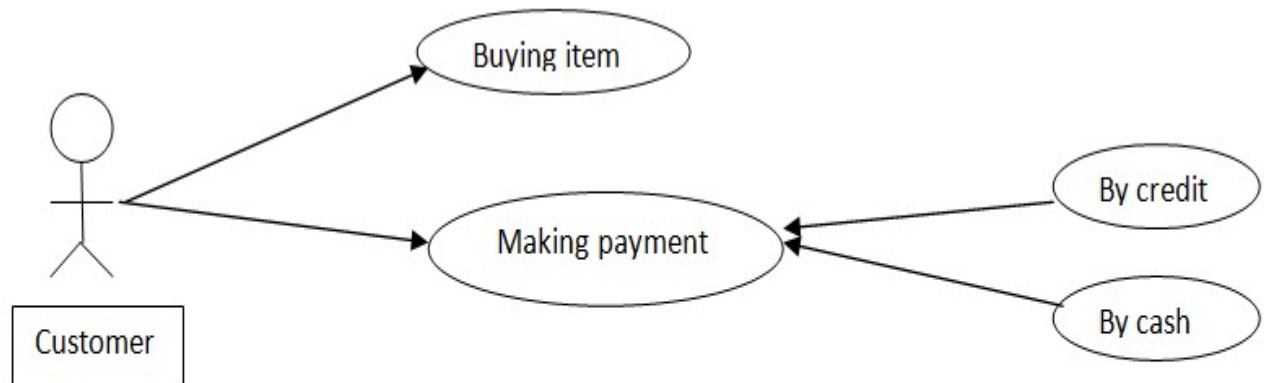 Buying item
By credit
Making payment
By cash
Customer